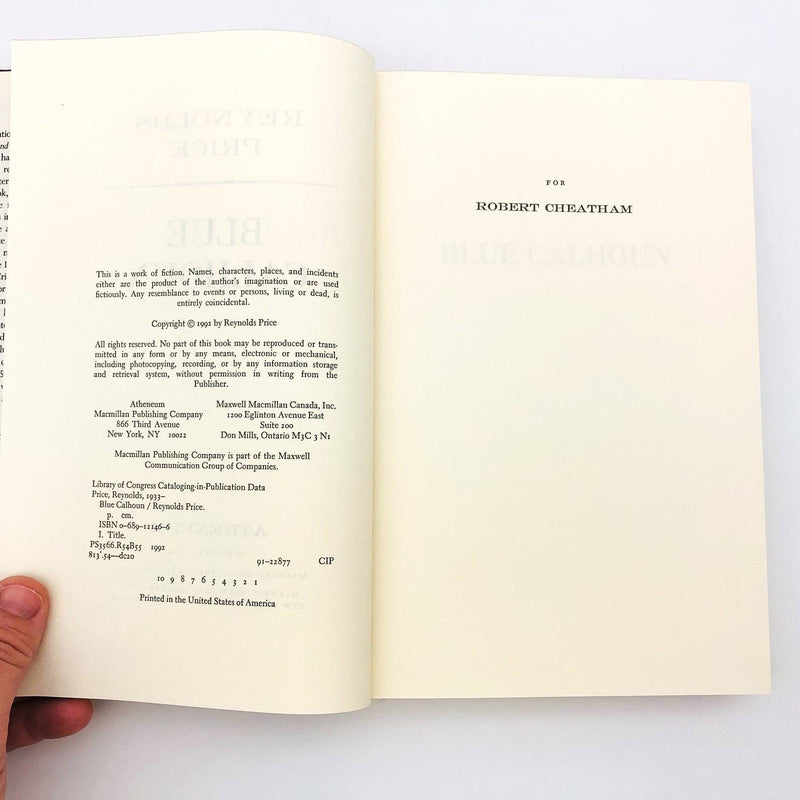 This is a work of fiction. Names, characters, places, and incidents
either are the product of the author's imagination or are used
fictiously. Any resemblance to events or persons, living or dead, is
entirely coincidental.
Copyright © 1992 by Reynolds Price
All rights reserved. No part of this book may be reproduced or trans-
mitted in any form or by any means, electronic or mechanical,
including photocopying, recording, or by any information storage
and retrieval system, without permission in writing from the
Publisher.
Atheneum
Macmillan Publishing Company
866 Third Avenue
New York, NY 10022
Maxwell Macmillan Canada, Inc.
1200 Eglinton Avenue East
Suite 200
Don Mills, Ontario M3C 3N1
Macmillan Publishing Company is part of the Maxwell
Communication Group of Companies.
Library of Congress Cataloging-in-Publication Data
Price, Reynolds, 1933–
Blue Calhoun / Reynolds Price.
p. cm.
ISBN 0-689-12146-6
I. Title.
PS3566.R54B55 1992
813'.54—dc20
91-22877 CIP
10 9 8 7 6 5 4 3 2 1
Printed in the United States of America
FOR
ROBERT CHEATHAM
BLUE CALHOUN
REYNOLDS
PRICE
BLUE